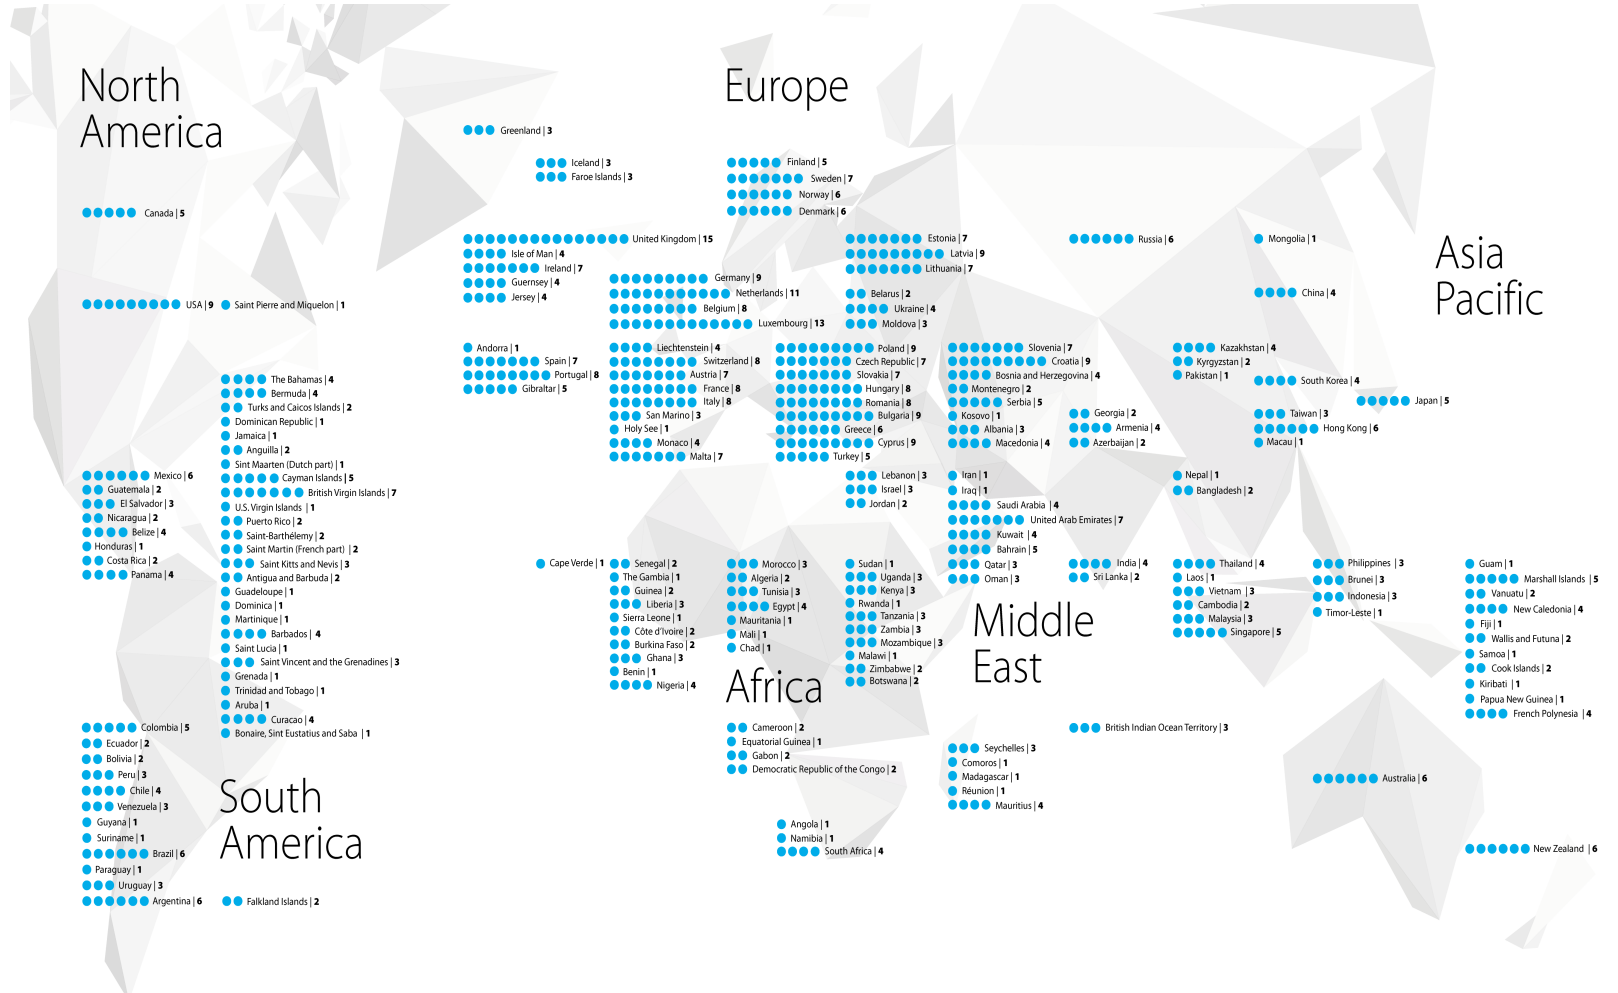 North
America
Canada | 5
USA | 9
Saint Pierre and Miquelon | 1
The Bahamas | 4
Bermuda | 4
Turks and Caicos Islands | 2
Dominican Republic | 1
Jamaica | 1
Anguilla | 2
Sint Maarten (Dutch part) | 1
Cayman Islands | 5
British Virgin Islands | 7
U.S. Virgin Islands | 1
Puerto Rico | 2
Saint-Barthélemy | 2
Saint Martin (French part) | 2
Saint Kitts and Nevis | 3
Antigua and Barbuda | 2
Guadeloupe | 1
Dominica | 1
Martinique | 1
Barbados | 4
Saint Lucia | 1
Saint Vincent and the Grenadines | 3
Grenada | 1
Trinidad and Tobago | 1
Aruba | 1
Curacao | 4
Bonaire, Sint Eustatius and Saba | 1
Mexico | 6
Guatemala | 2
El Salvador | 3
Nicaragua | 2
Belize | 4
Honduras | 1
Costa Rica | 2
Panama | 4
South
America
Colombia | 5
Ecuador | 2
Bolivia | 2
Peru | 3
Chile | 4
Venezuela | 3
Guyana | 1
Suriname | 1
Brazil | 6
Paraguay | 1
Uruguay | 3
Argentina | 6
Falkland Islands | 2
Europe
Greenland | 3
Iceland | 3
Faroe Islands | 3
Finland | 5
Sweden | 7
Norway | 6
Denmark | 6
United Kingdom | 15
Isle of Man | 4
Ireland | 7
Guernsey | 4
Jersey | 4
Germany | 9
Netherlands | 11
Belgium | 8
Luxembourg | 13
Estonia | 7
Latvia | 9
Lithuania | 7
Belarus | 2
Ukraine | 4
Moldova | 3
Andorra | 1
Spain | 7
Portugal | 8
Gibraltar | 5
Liechtenstein | 4
Switzerland | 8
Austria | 7
France | 8
Italy | 8
San Marino | 3
Holy See | 1
Monaco | 4
Malta | 7
Poland | 9
Czech Republic | 7
Slovakia | 7
Hungary | 8
Romania | 8
Bulgaria | 9
Greece | 6
Cyprus | 9
Turkey | 5
Slovenia | 7
Croatia | 9
Bosnia and Herzegovina | 4
Montenegro | 2
Serbia | 5
Kosovo | 1
Albania | 3
Macedonia | 4
Russia | 6
Georgia | 2
Armenia | 4
Azerbaijan | 2
Lebanon | 3
Israel | 3
Jordan | 2
Iran | 1
Iraq | 1
Saudi Arabia | 4
United Arab Emirates | 7
Kuwait | 4
Bahrain | 5
Qatar | 3
Oman | 3
Middle
East
Africa
Cape Verde | 1
Senegal | 2
The Gambia | 1
Guinea | 2
Liberia | 3
Sierra Leone | 1
Côte d'Ivoire | 2
Burkina Faso | 2
Ghana | 3
Benin | 1
Nigeria | 4
Morocco | 3
Algeria | 2
Tunisia | 3
Egypt | 4
Mauritania | 1
Mali | 1
Chad | 1
Sudan | 1
Uganda | 3
Kenya | 3
Rwanda | 1
Tanzania | 3
Zambia | 3
Mozambique | 3
Malawi | 1
Zimbabwe | 2
Botswana | 2
Cameroon | 2
Equatorial Guinea | 1
Gabon | 2
Democratic Republic of the Congo | 2
Angola | 1
Namibia | 1
South Africa | 4
Seychelles | 3
Comoros | 1
Madagascar | 1
Réunion | 1
Mauritius | 4
Asia
Pacific
Mongolia | 1
China | 4
Kazakhstan | 4
Kyrgyzstan | 2
Pakistan | 1
South Korea | 4
Japan | 5
Taiwan | 3
Hong Kong | 6
Macau | 1
Nepal | 1
Bangladesh | 2
India | 4
Sri Lanka | 2
Thailand | 4
Laos | 1
Vietnam | 3
Cambodia | 2
Malaysia | 3
Singapore | 5
Philippines | 3
Brunei | 3
Indonesia | 3
Timor-Leste | 1
Guam | 1
Marshall Islands | 5
Vanuatu | 2
New Caledonia | 4
Fiji | 1
Wallis and Futuna | 2
Samoa | 1
Cook Islands | 2
Kiribati | 1
Papua New Guinea | 1
French Polynesia | 4
British Indian Ocean Territory | 3
Australia | 6
New Zealand | 6